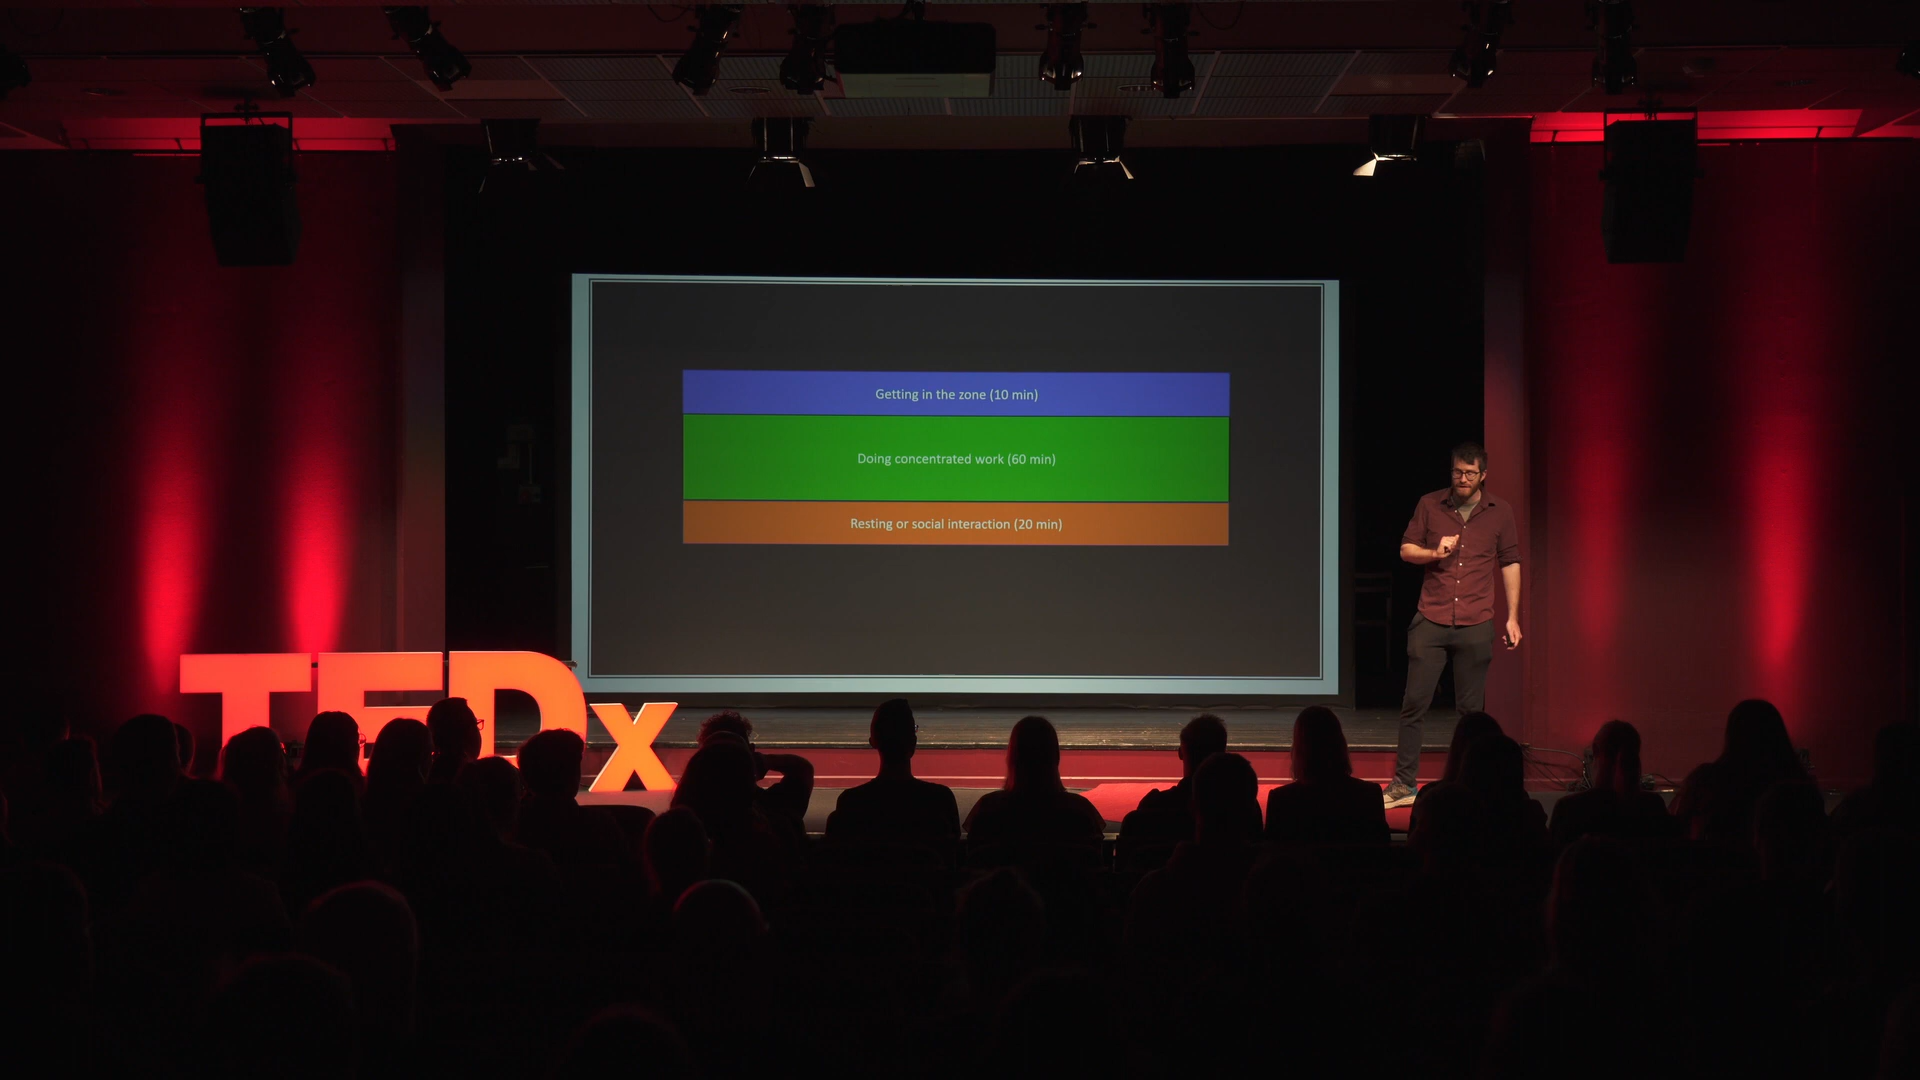 Getting in the zone (10 min)
Doing concentrated work (60 min)
Resting or social interaction (20 min)
TEDx